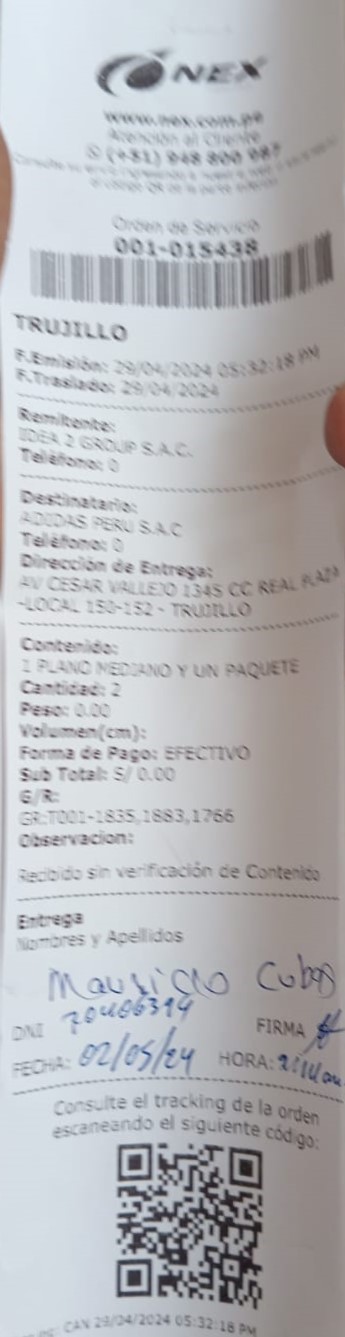 NEX
www.nex.com.pe
Atención al Cliente
(+51) 948 800 987
Orden de Servicio
001-015438
TRUJILLO
F.Emisión: 29/04/2024 05:32:18 PM
F.Traslado: 29/04/2024
Remitente:
IDEA 2 GROUP S.A.C.
Teléfono: 0
Destinatario:
ADIDAS PERU S.A.C
Teléfono: 0
Dirección de Entrega:
AV CESAR VALLEJO 1345 CC REAL PLAZA
-LOCAL 150-152 - TRUJILLO
Contenido:
1 PLANO MEDIANO Y UN PAQUETE
Cantidad: 2
Peso: 0.00
Volumen(cm):
Forma de Pago: EFECTIVO
Sub Total: S/ 0.00
G/R:
GR:T001-1835,1883,1766
Observacion:
Recibido sin verificación de Contenido
Entrega
Nombres y Apellidos
Mauricio Cubas
DNI 70406394 FIRMA
FECHA: 02/05/24 HORA:
Consulte el tracking de la orden
escaneando el siguiente código:
CAN 29/04/2024 05:32:18 PM